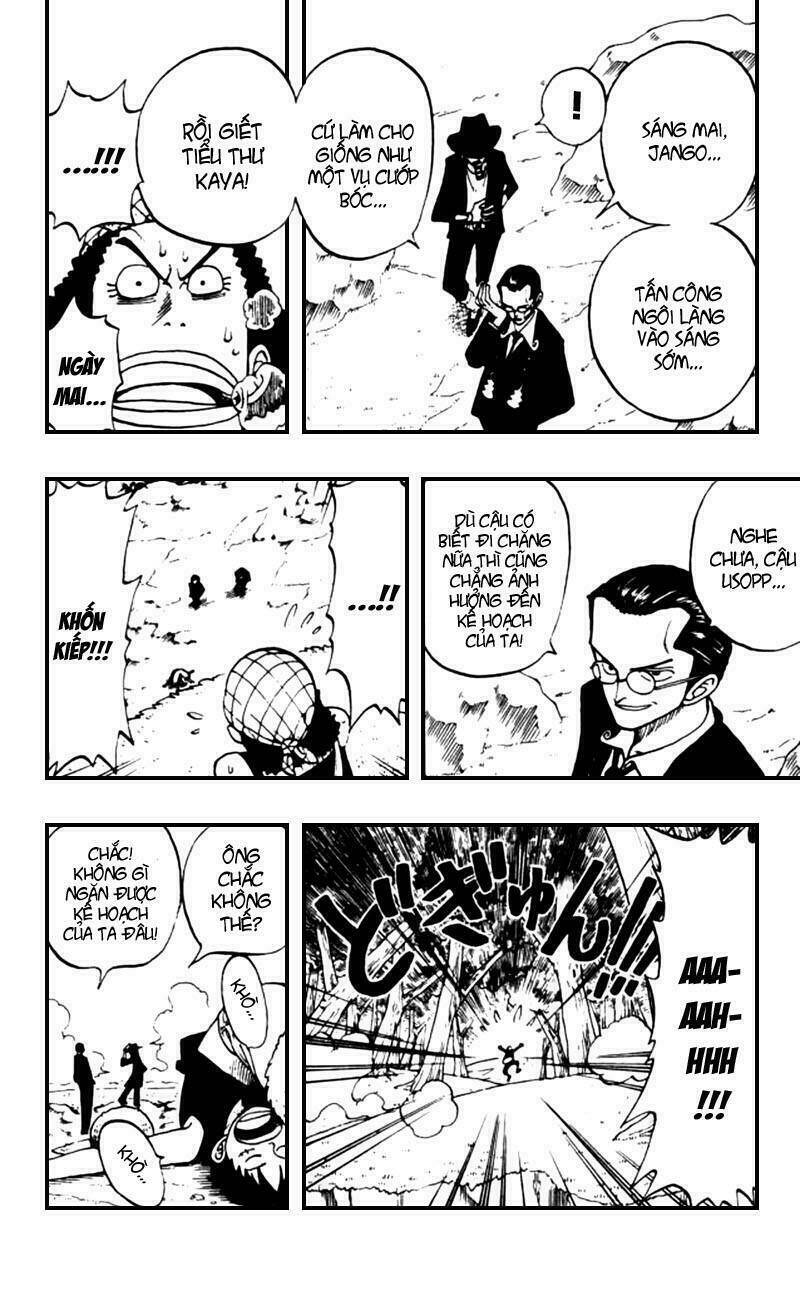 SÁNG MAI,
JANGO...
!
TẤN CÔNG
NGÔI LÀNG
VÀO SÁNG
SỚM...
CỨ LÀM CHO
GIỐNG NHƯ
MỘT VỤ CƯỚP
BÓC...
RỒI GIẾT
TIỂU THƯ
KAYA!
...!!!
NGÀY
MAI...
NGHE
CHƯA, CẬU
USOPP...
DÙ CẬU CÓ
BIẾT ĐI CHĂNG
NỮA THÌ CŨNG
CHẲNG ẢNH
HƯỞNG ĐẾN
KẾ HOẠCH
CỦA TA!
...!!
KHỐN
KIẾP!!!
AAA-
AAH-
HHH
!!!
どぎゅん!!!
ÔNG
CHẮC
KHÔNG
THẾ?
CHẮC!
KHÔNG GÌ
NGĂN ĐƯỢC
KẾ HOẠCH
CỦA TA ĐÂU!
KHÒ...
KHÒ...